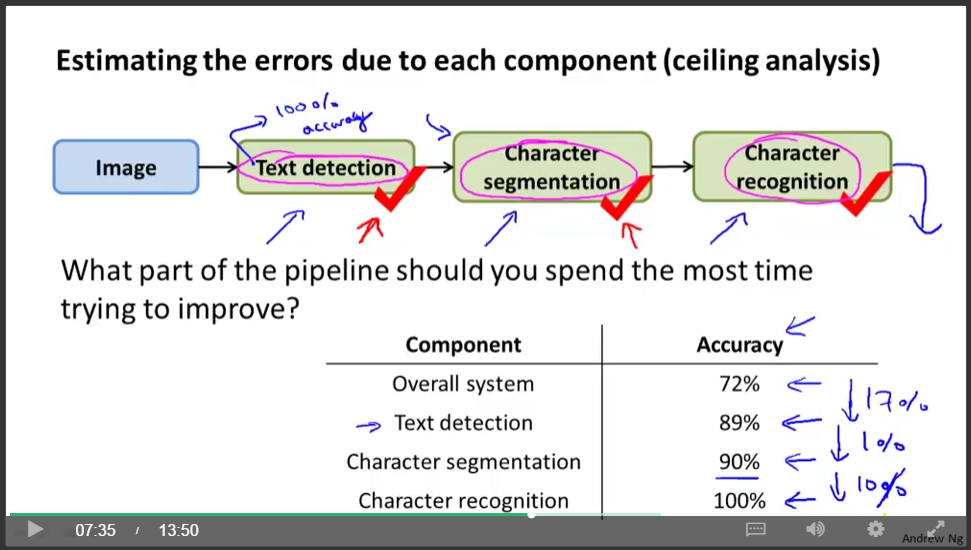 Estimating the errors due to each component (ceiling analysis)
100%
accuracy
Image
Text detection
Character
segmentation
Character
recognition
What part of the pipeline should you spend the most time
trying to improve?
Component Accuracy
Overall system 72%
17%
Text detection 89%
1%
Character segmentation 90%
10%
Character recognition 100%
07:35 / 13:50
Andrew Ng